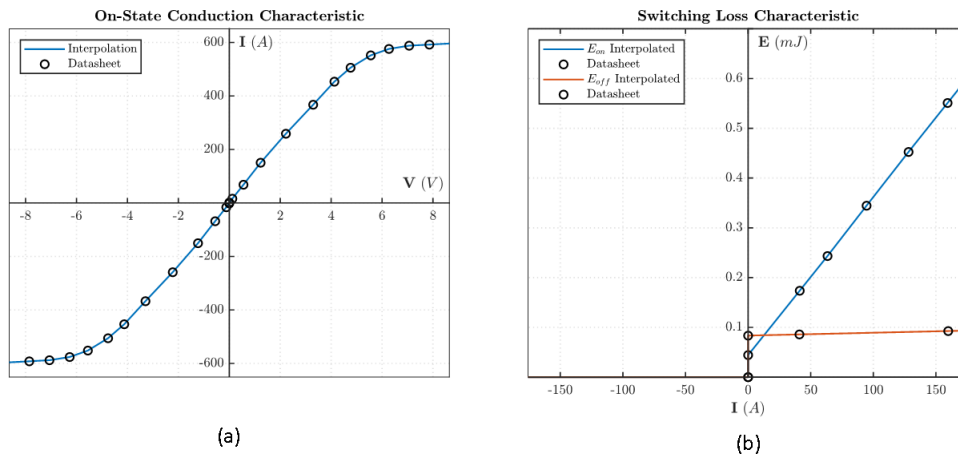 On-State Conduction Characteristic
I (A)
Interpolation
Datasheet
600
400
200
-200
-400
-600
V (V)
-8 -6 -4 -2 0 2 4 6 8
(a)
Switching Loss Characteristic
E (mJ)
E_on Interpolated
Datasheet
E_off Interpolated
Datasheet
0.6
0.5
0.4
0.3
0.2
0.1
-150 -100 -50 0 50 100 150
I (A)
(b)